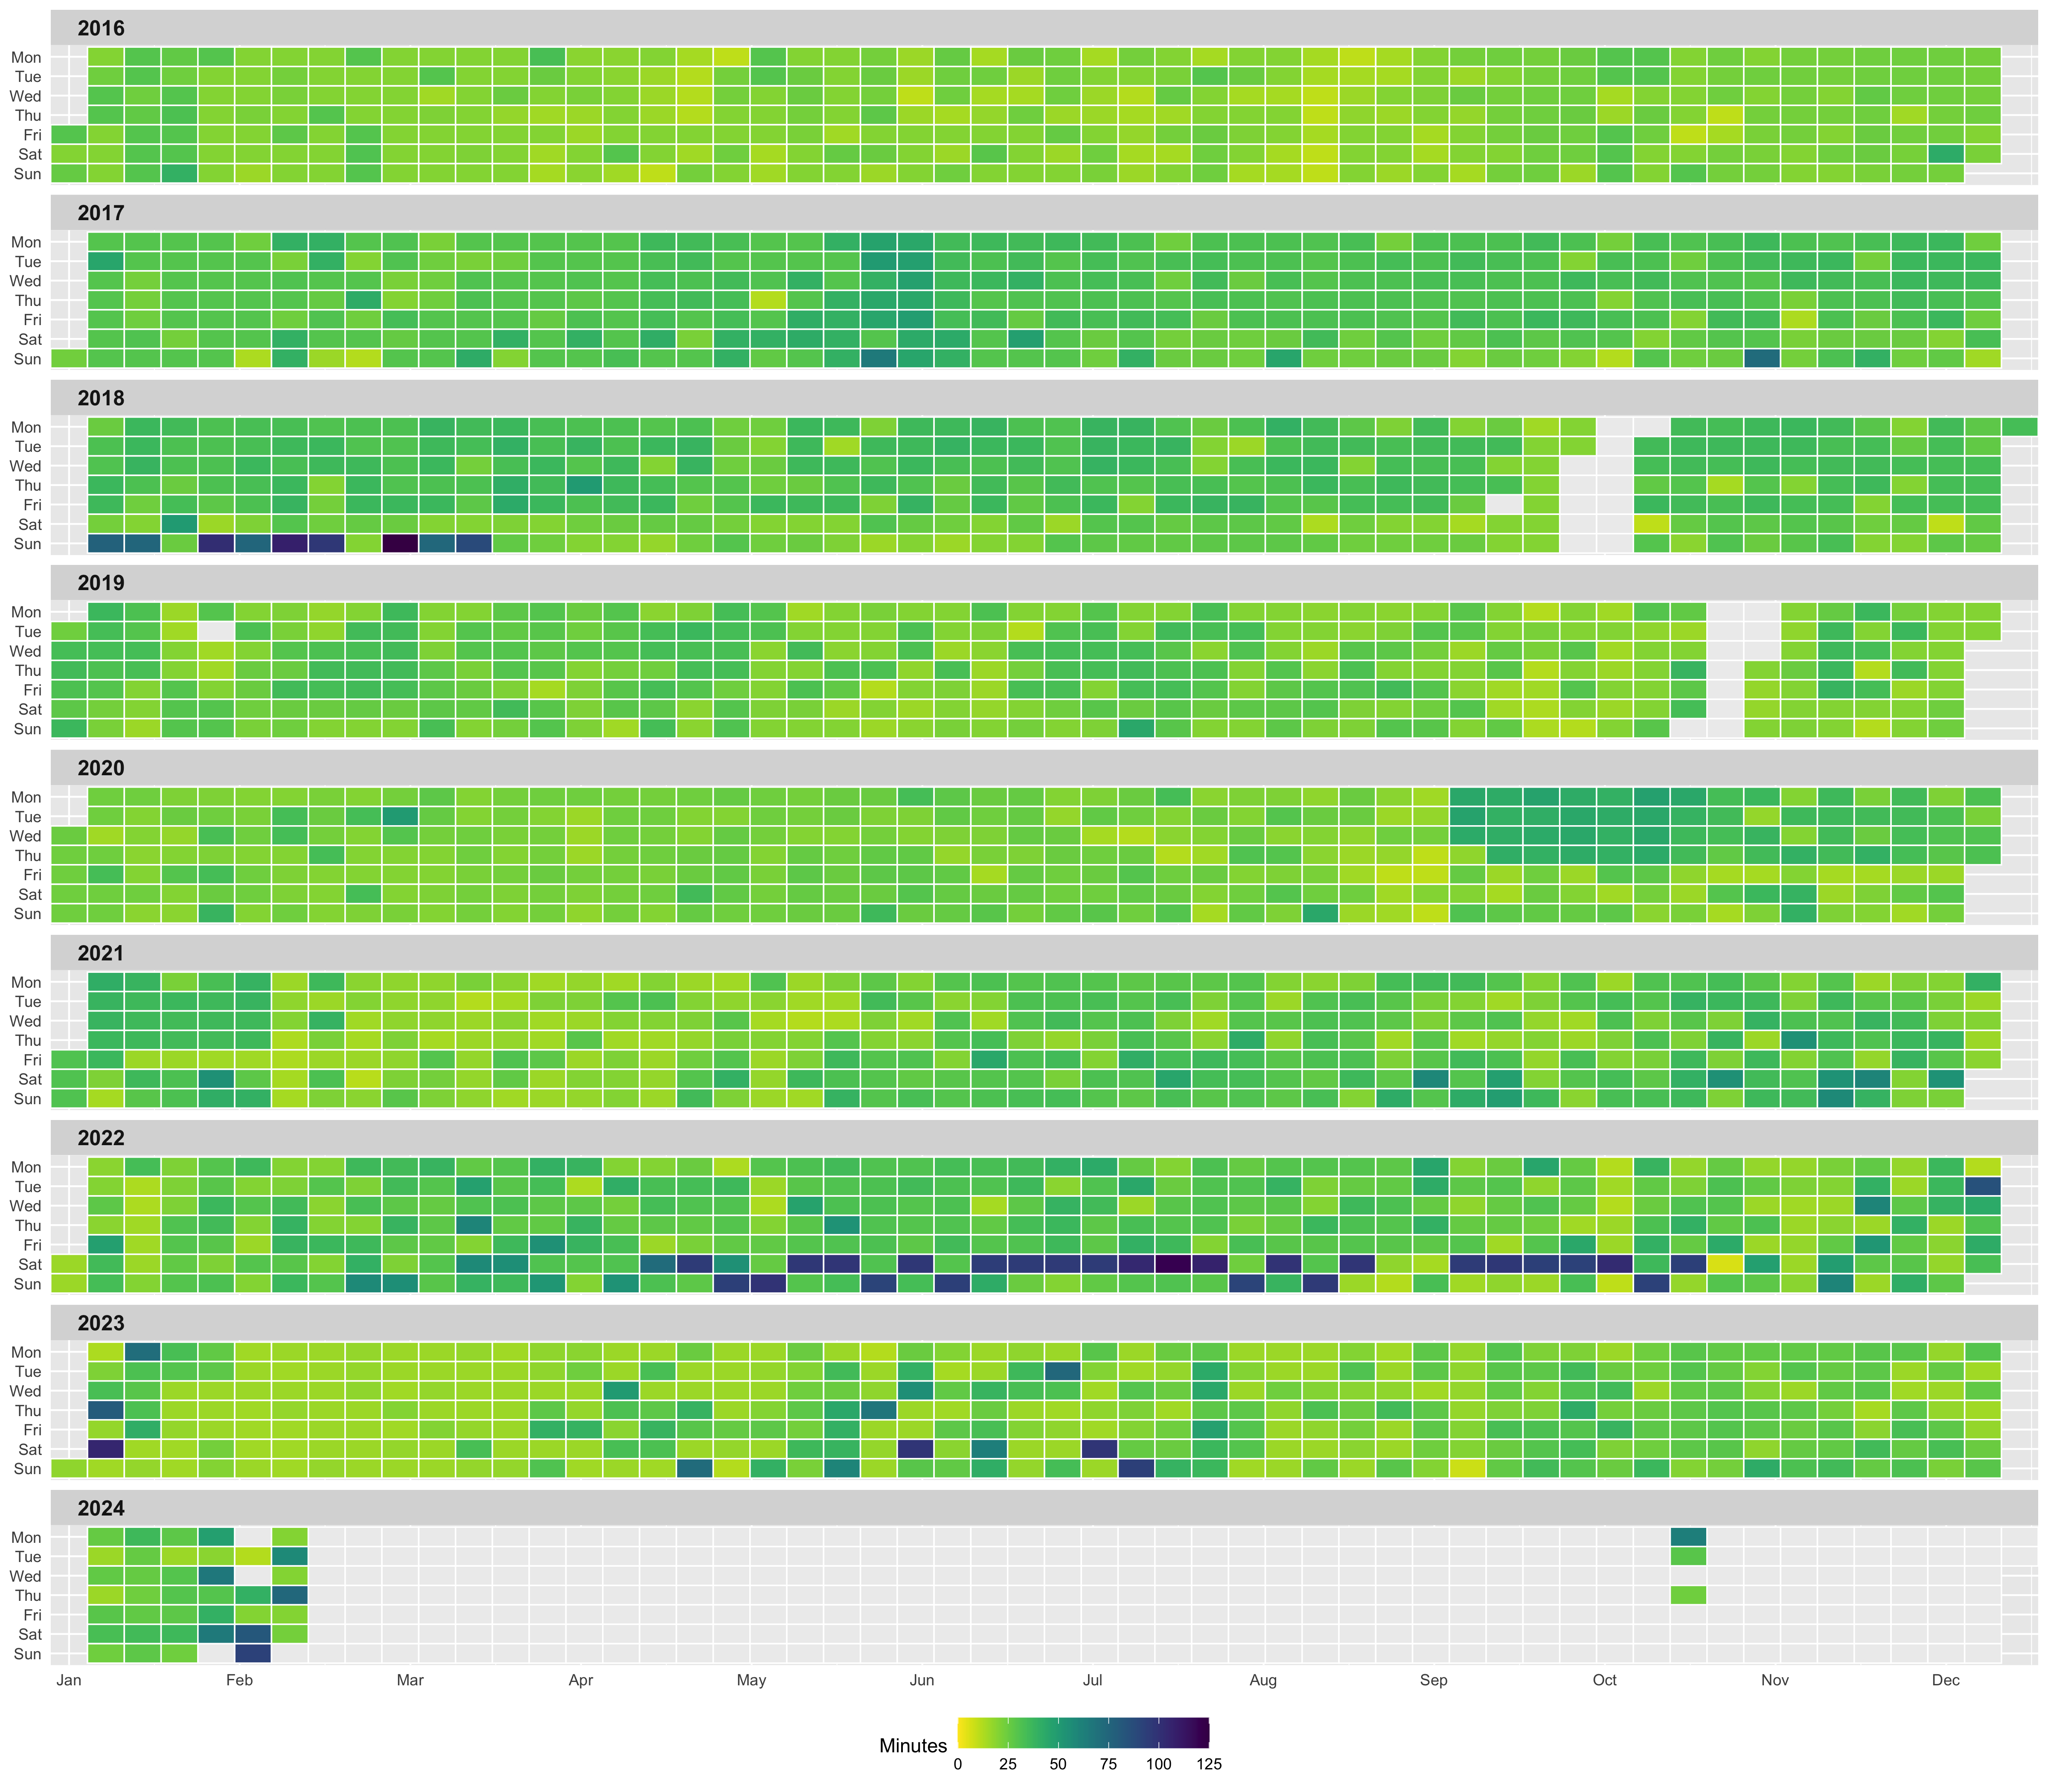 2016
Mon
Tue
Wed
Thu
Fri
Sat
Sun
2017
Mon
Tue
Wed
Thu
Fri
Sat
Sun
2018
Mon
Tue
Wed
Thu
Fri
Sat
Sun
2019
Mon
Tue
Wed
Thu
Fri
Sat
Sun
2020
Mon
Tue
Wed
Thu
Fri
Sat
Sun
2021
Mon
Tue
Wed
Thu
Fri
Sat
Sun
2022
Mon
Tue
Wed
Thu
Fri
Sat
Sun
2023
Mon
Tue
Wed
Thu
Fri
Sat
Sun
2024
Mon
Tue
Wed
Thu
Fri
Sat
Sun
Jan Feb Mar Apr May Jun Jul Aug Sep Oct Nov Dec
Minutes
0 25 50 75 100 125